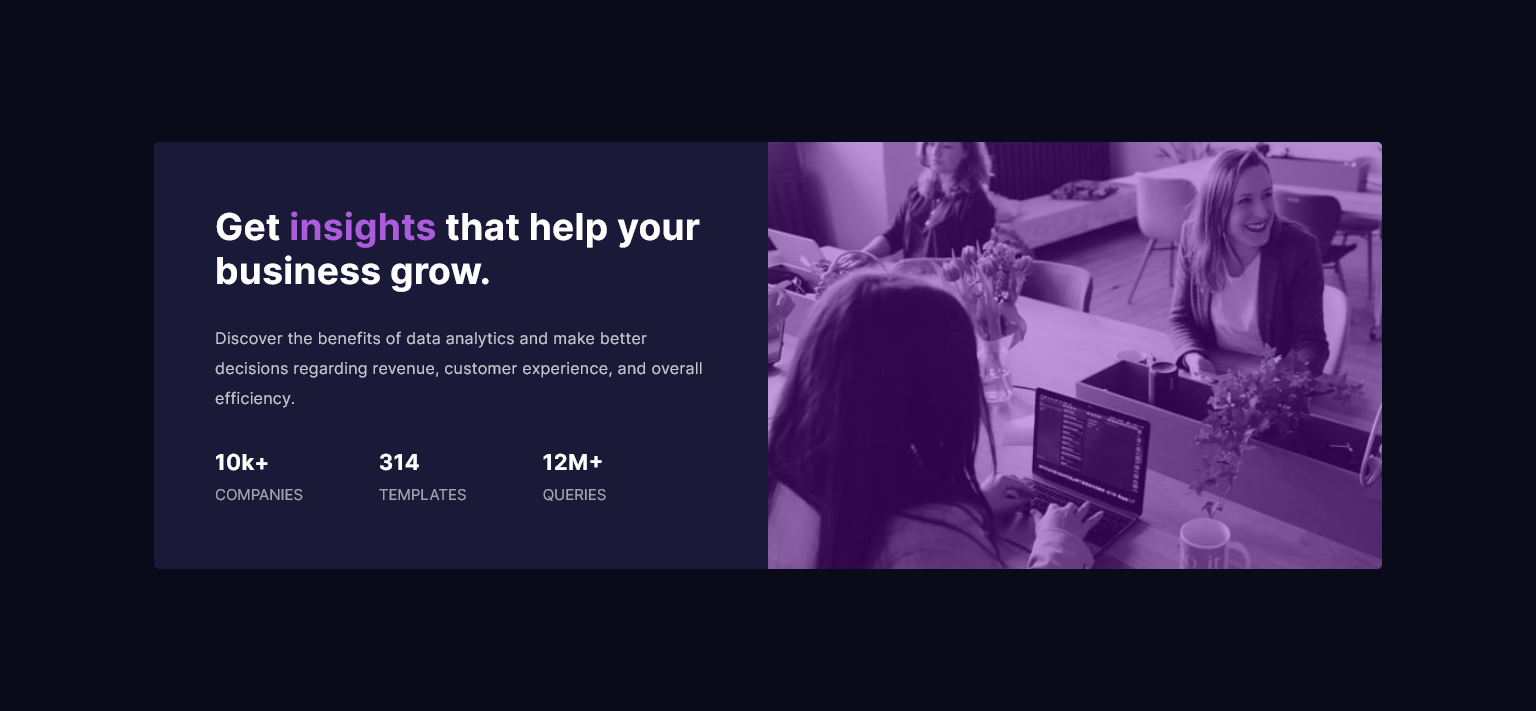 Get insights that help your
business grow.
Discover the benefits of data analytics and make better
decisions regarding revenue, customer experience, and overall
efficiency.
10k+ 314 12M+
COMPANIES TEMPLATES QUERIES